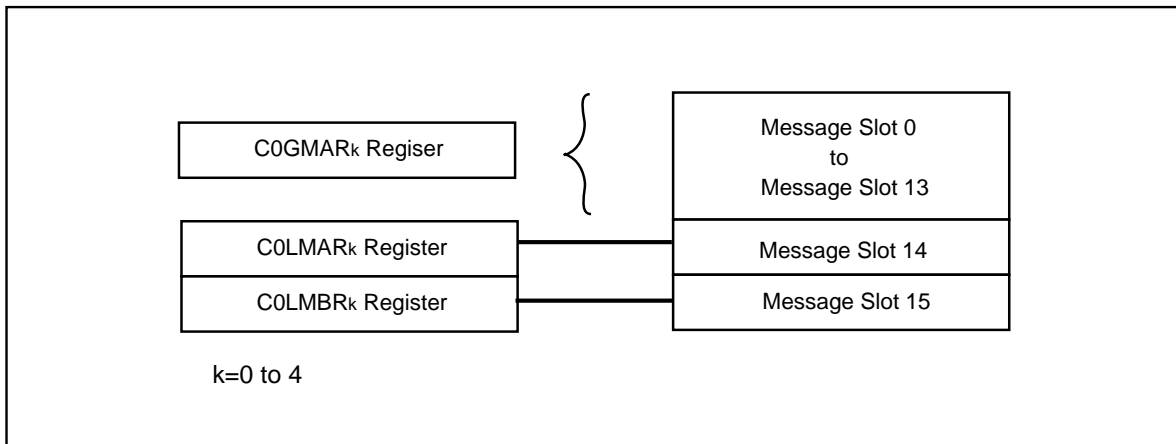 C0GMARk Regiser
Message Slot 0
to
Message Slot 13
C0LMARk Register
Message Slot 14
C0LMBRk Register
Message Slot 15
k=0 to 4